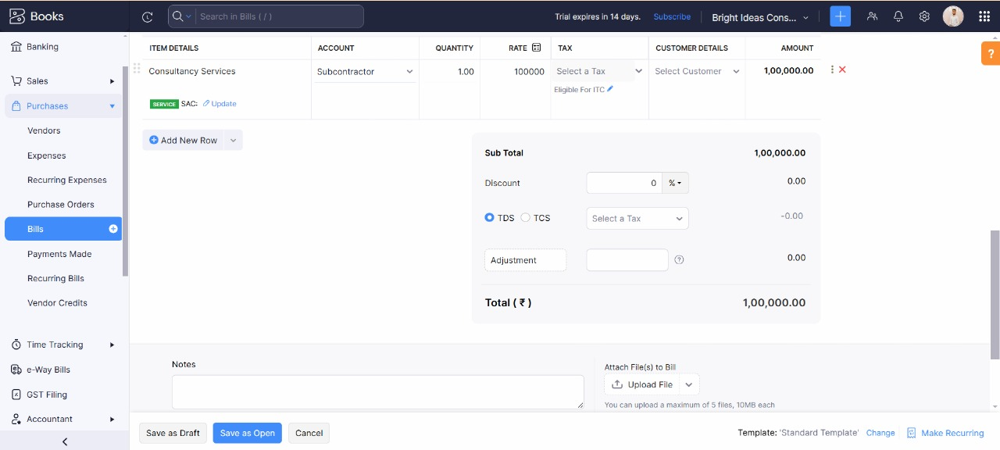 Books
Search in Bills ( / )
Trial expires in 14 days. Subscribe
Bright Ideas Cons...
Banking
Sales
Purchases
Vendors
Expenses
Recurring Expenses
Purchase Orders
Bills
Payments Made
Recurring Bills
Vendor Credits
Time Tracking
e-Way Bills
GST Filing
Accountant
ITEM DETAILS ACCOUNT QUANTITY RATE TAX CUSTOMER DETAILS AMOUNT
Consultancy Services Subcontractor 1.00 100000 Select a Tax Select Customer 1,00,000.00
Eligible For ITC
SERVICE SAC: Update
Add New Row
Sub Total 1,00,000.00
Discount 0 % 0.00
TDS TCS Select a Tax -0.00
Adjustment ? 0.00
Total ( ₹ ) 1,00,000.00
?
Notes
Attach File(s) to Bill
Upload File
You can upload a maximum of 5 files, 10MB each
Save as Draft Save as Open Cancel
Template: 'Standard Template' Change Make Recurring